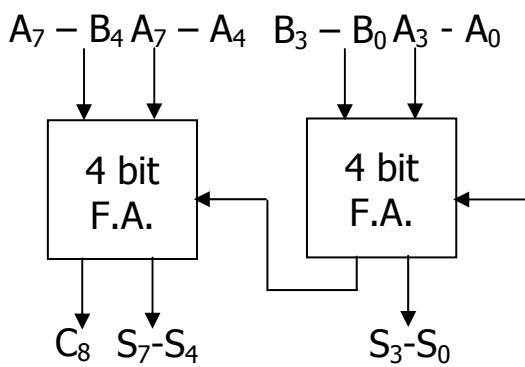 A₇ – B₄ A₇ – A₄ B₃ – B₀ A₃ - A₀
4 bit
F.A.
4 bit
F.A.
C₈ S₇-S₄ S₃-S₀